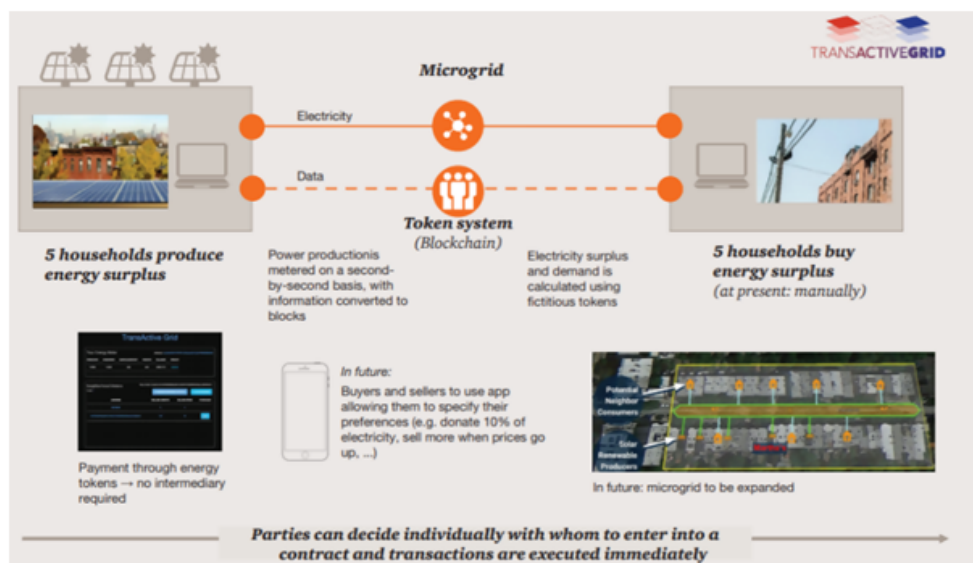 TRANSACTIVEGRID
Microgrid
Electricity
Data
Token system
(Blockchain)
5 households produce
energy surplus
Power productionis
metered on a second-
by-second basis, with
information converted to
blocks
Electricity surplus
and demand is
calculated using
fictitious tokens
5 households buy
energy surplus
(at present: manually)
TransActive Grid
Payment through energy
tokens → no intermediary
required
In future:
Buyers and sellers to use app
allowing them to specify their
preferences (e.g. donate 10% of
electricity, sell more when prices go
up, ...)
Potential
Neighbor
Consumers
Solar
Renewable
Producers
In future: microgrid to be expanded
Parties can decide individually with whom to enter into a
contract and transactions are executed immediately